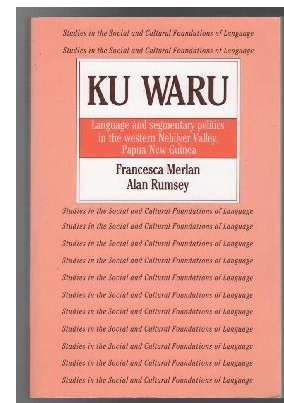 Studies in the Social and Cultural Foundations of Language
Studies in the Social and Cultural Foundations of Language
KU WARU
Language and segmentary politics
in the western Nebilyer Valley,
Papua New Guinea
Francesca Merlan
Alan Rumsey
Studies in the Social and Cultural Foundations of Language
Studies in the Social and Cultural Foundations of Language
Studies in the Social and Cultural Foundations of Language
Studies in the Social and Cultural Foundations of Language
Studies in the Social and Cultural Foundations of Language
Studies in the Social and Cultural Foundations of Language
Studies in the Social and Cultural Foundations of Language
Studies in the Social and Cultural Foundations of Language
Studies in the Social and Cultural Foundations of Language
Studies in the Social and Cultural Foundations of Language
Studies in the Social and Cultural Foundations of Language